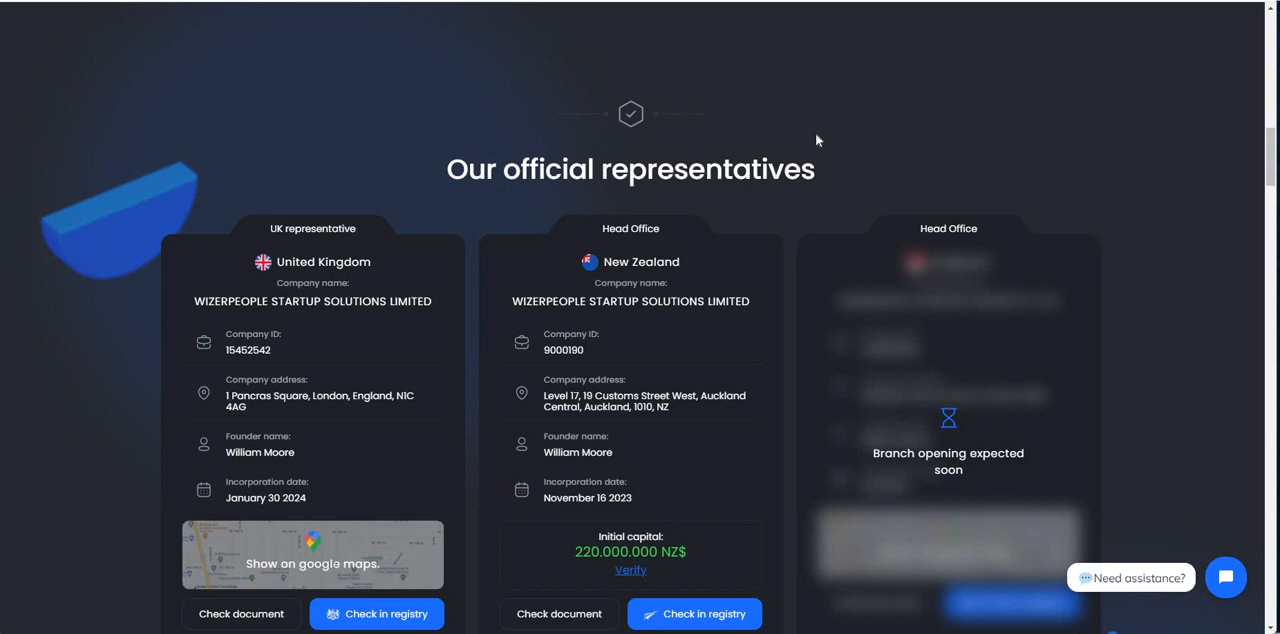 Our official representatives
UK representative
United Kingdom
Company name:
WIZERPEOPLE STARTUP SOLUTIONS LIMITED
Company ID:
15452542
Company address:
1 Pancras Square, London, England, N1C
4AG
Founder name:
William Moore
Incorporation date:
January 30 2024
Show on google maps.
Check document
Check in registry
Head Office
New Zealand
Company name:
WIZERPEOPLE STARTUP SOLUTIONS LIMITED
Company ID:
9000190
Company address:
Level 17, 19 Customs Street West, Auckland
Central, Auckland, 1010, NZ
Founder name:
William Moore
Incorporation date:
November 16 2023
Initial capital:
220.000.000 NZ$
Verify
Check document
Check in registry
Head Office
Branch opening expected
soon
Need assistance?